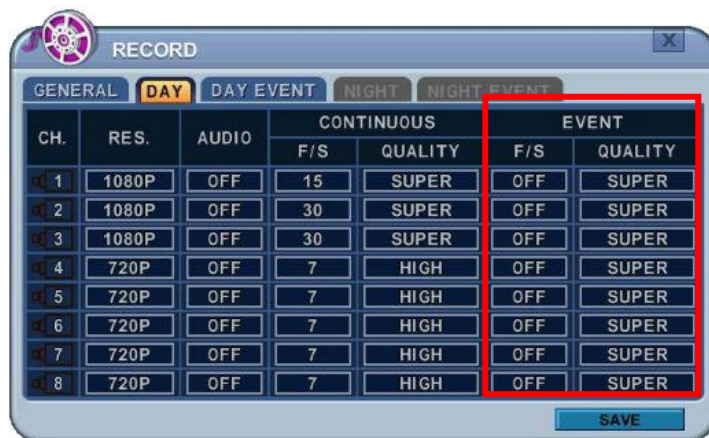 RECORD X
GENERAL DAY DAY EVENT NIGHT NIGHT EVENT
CH. RES. AUDIO CONTINUOUS EVENT
F/S QUALITY F/S QUALITY
1 1080P OFF 15 SUPER OFF SUPER
2 1080P OFF 30 SUPER OFF SUPER
3 1080P OFF 30 SUPER OFF SUPER
4 720P OFF 7 HIGH OFF SUPER
5 720P OFF 7 HIGH OFF SUPER
6 720P OFF 7 HIGH OFF SUPER
7 720P OFF 7 HIGH OFF SUPER
8 720P OFF 7 HIGH OFF SUPER
SAVE